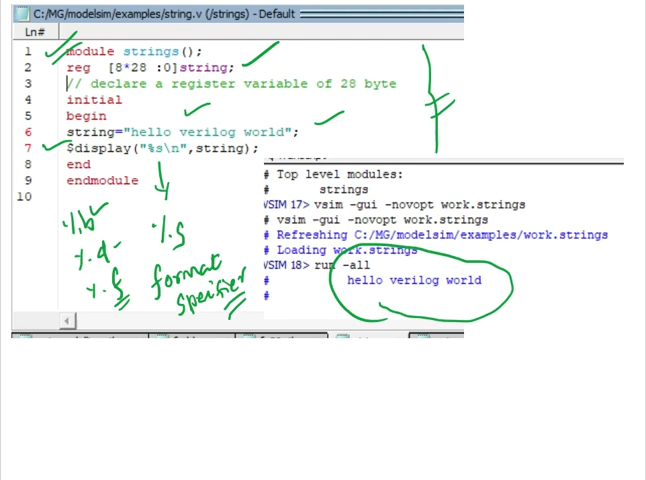 C:/MG/modelsim/examples/string.v (/strings) - Default
Ln#
1 module strings();
2 reg [8*28 :0]string;
3 // declare a register variable of 28 byte
4 initial
5 begin
6 string="hello verilog world";
7 $display("%s\n",string);
8 end
9 endmodule
10
# Top level modules:
# strings
VSIM 17> vsim -gui -novopt work.strings
# vsim -gui -novopt work.strings
# Refreshing C:/MG/modelsim/examples/work.strings
# Loading work.strings
VSIM 18> run -all
# hello verilog world
#
%b
%d
%s
%s
format
specifier